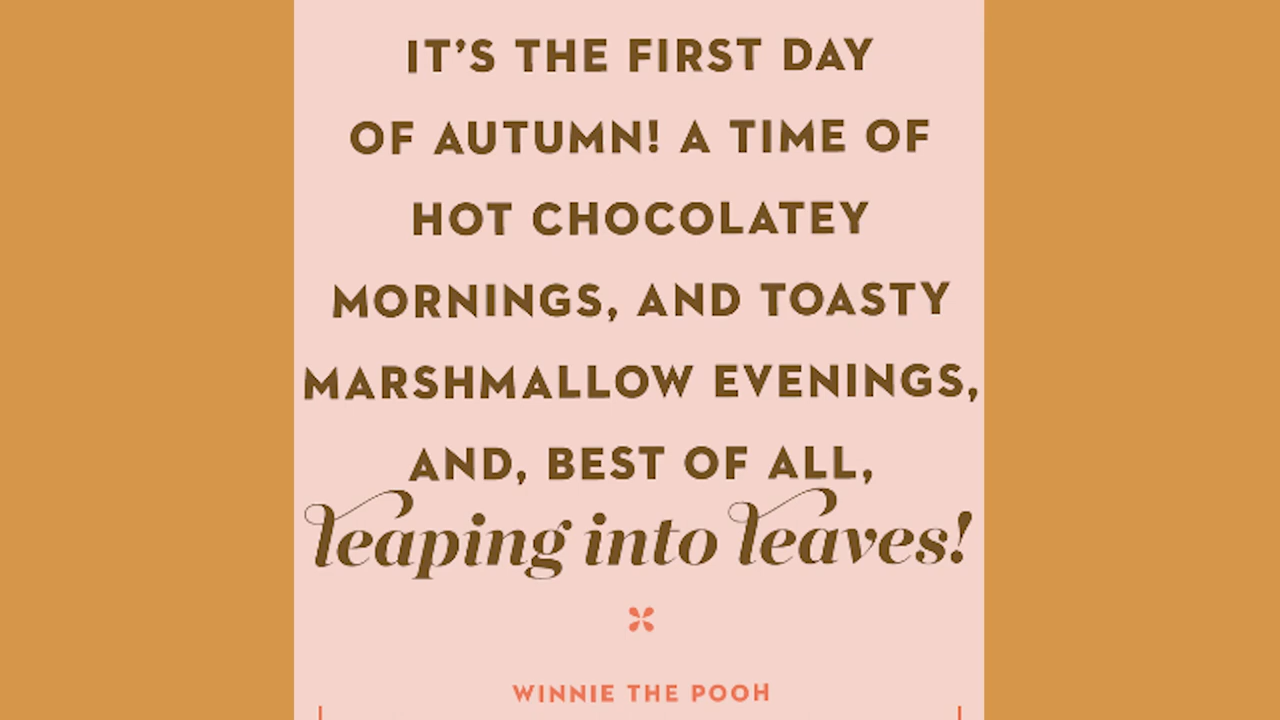 IT’S THE FIRST DAY
OF AUTUMN! A TIME OF
HOT CHOCOLATEY
MORNINGS, AND TOASTY
MARSHMALLOW EVENINGS,
AND, BEST OF ALL,
leaping into leaves!
WINNIE THE POOH